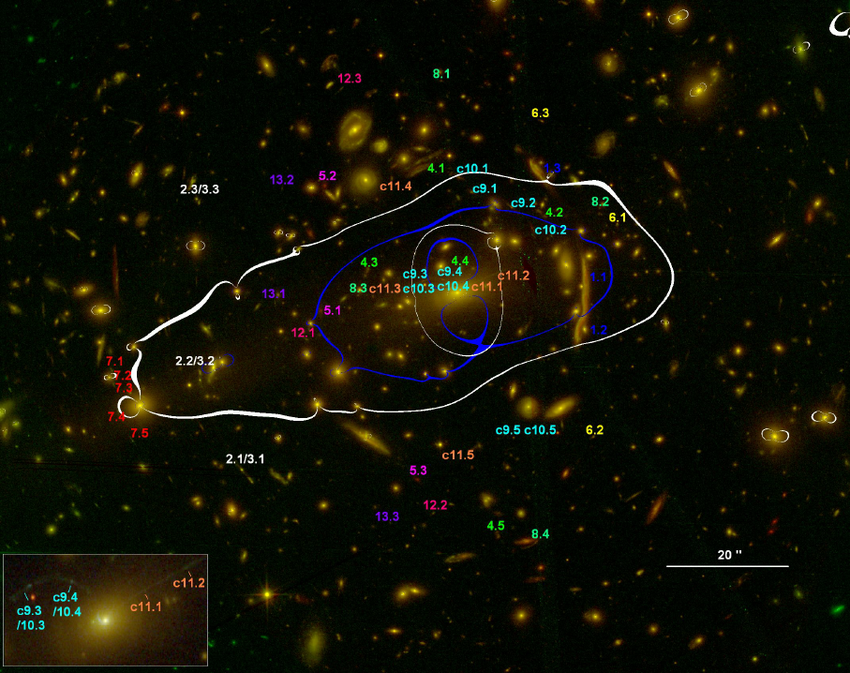 8.1
12.3
6.3
4.1
c10.1
1.3
13.2
5.2
c11.4
2.3/3.3
c9.1
c9.2
8.2
4.2
6.1
c10.2
4.3
4.4
c9.3
c9.4
c11.2
1.1
8.3
c11.3
c10.3
c10.4
c11.1
13.1
5.1
12.1
1.2
7.1
2.2/3.2
7.2
7.3
7.4
7.5
c9.5
c10.5
6.2
2.1/3.1
c11.5
5.3
12.2
13.3
4.5
8.4
20 "
c11.2
c9.4
/10.4
c9.3
/10.3
c11.1